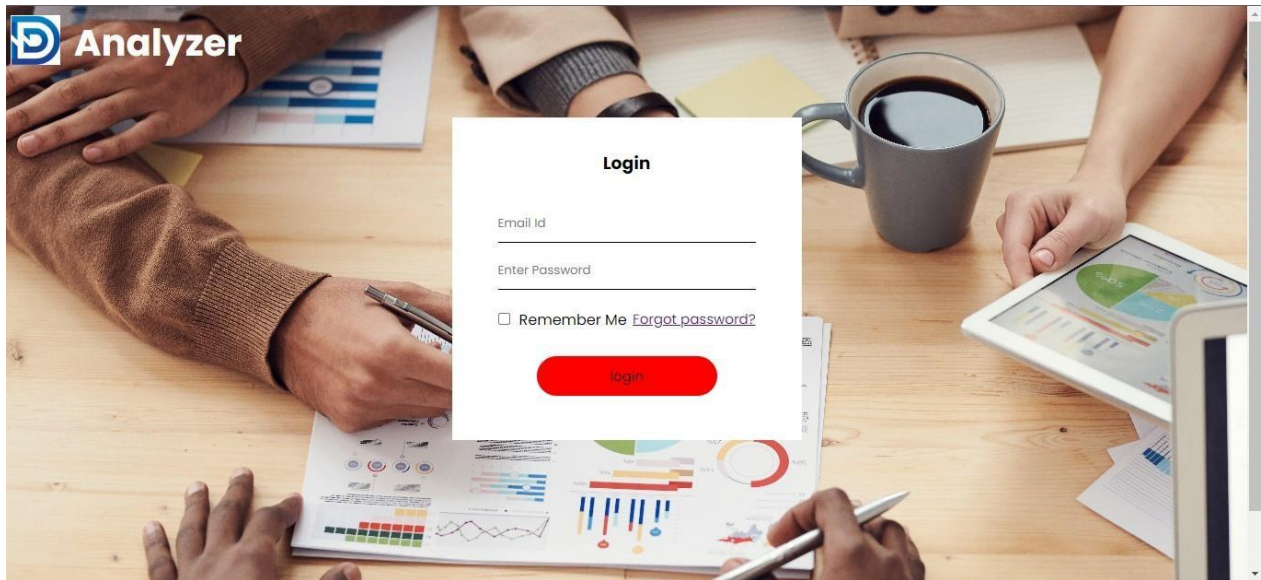 Analyzer
Login
Email Id
Enter Password
Remember Me Forgot password?
login